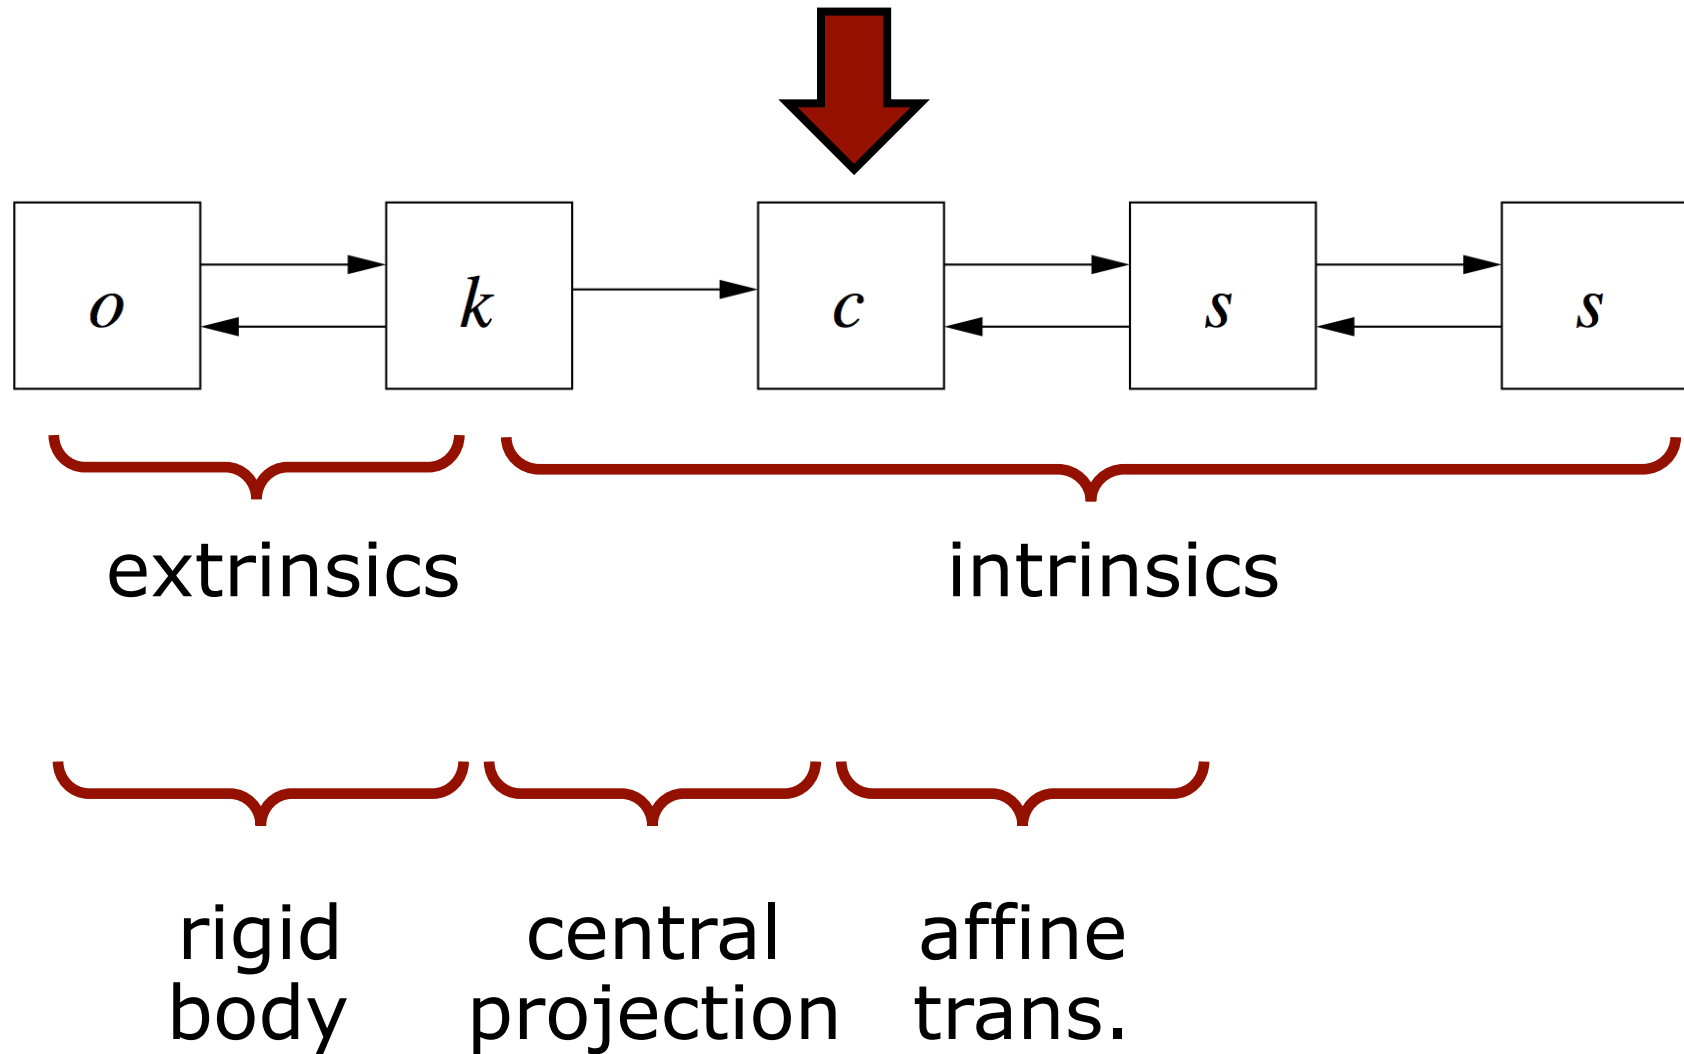 o k c s s
extrinsics intrinsics
rigid central affine
body projection trans.